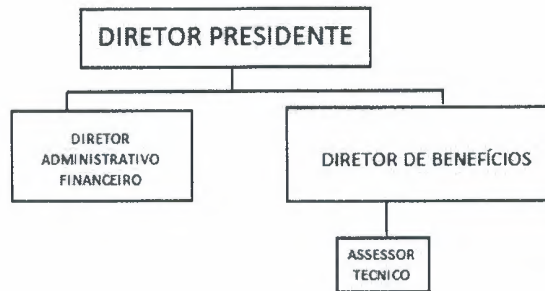 DIRETOR PRESIDENTE
DIRETOR
ADMINISTRATIVO
FINANCEIRO
DIRETOR DE BENEFÍCIOS
ASSESSOR
TECNICO